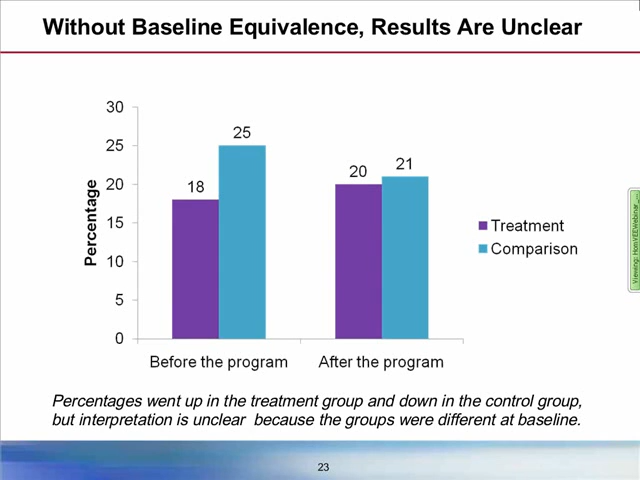 Without Baseline Equivalence, Results Are Unclear
30
25
20
15
10
5
0
Percentage
18
25
20
21
Before the program
After the program
Treatment
Comparison
Viewing: HomVEEWebinar_...
Percentages went up in the treatment group and down in the control group,
but interpretation is unclear  because the groups were different at baseline.
23